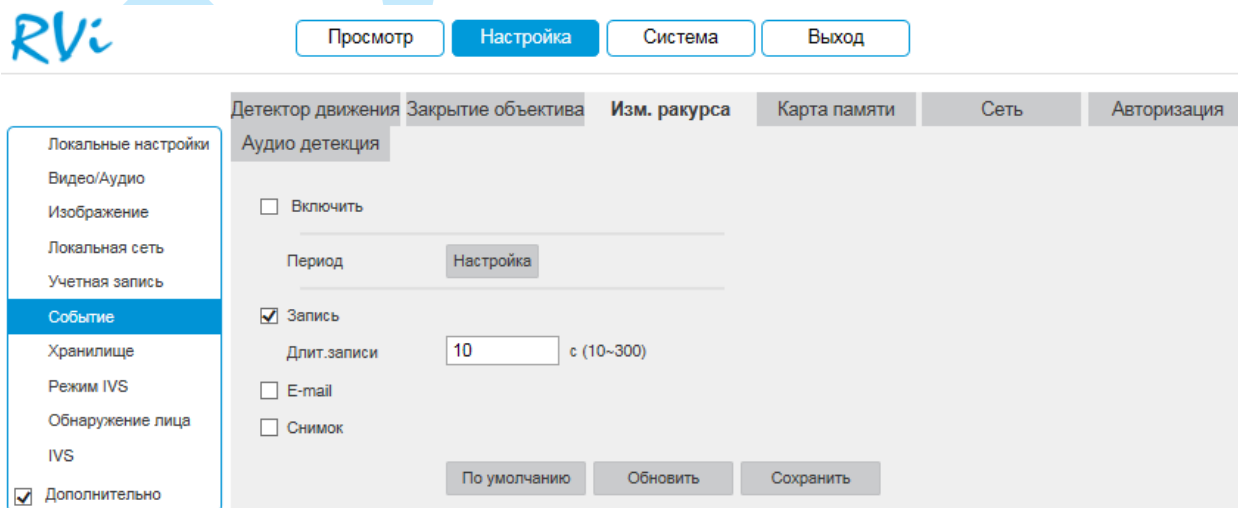 RVi
Просмотр Настройка Система Выход
Детектор движения Закрытие объектива Изм. ракурса Карта памяти Сеть Авторизация
Аудио детекция
Локальные настройки
Видео/Аудио
Изображение
Локальная сеть
Учетная запись
Событие
Хранилище
Режим IVS
Обнаружение лица
IVS
Дополнительно
Включить
Период Настройка
Запись
Длит.записи 10 с (10~300)
E-mail
Снимок
По умолчанию Обновить Сохранить